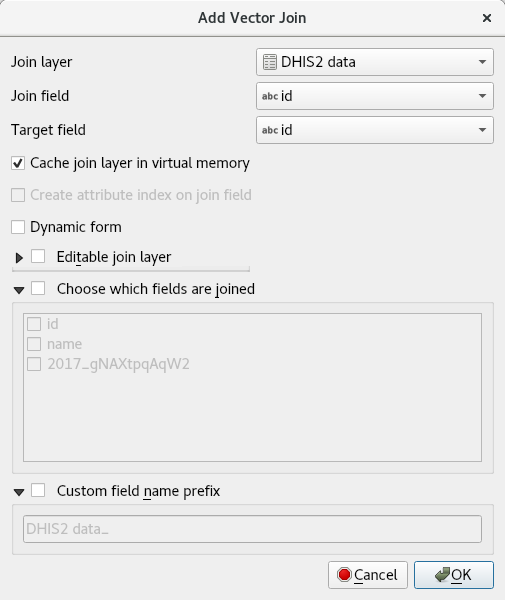 Add Vector Join
Join layer
DHIS2 data
Join field
abc id
Target field
abc id
Cache join layer in virtual memory
Create attribute index on join field
Dynamic form
Editable join layer
Choose which fields are joined
id
name
2017_gNAXtpqAqW2
Custom field name prefix
DHIS2 data_
Cancel
OK